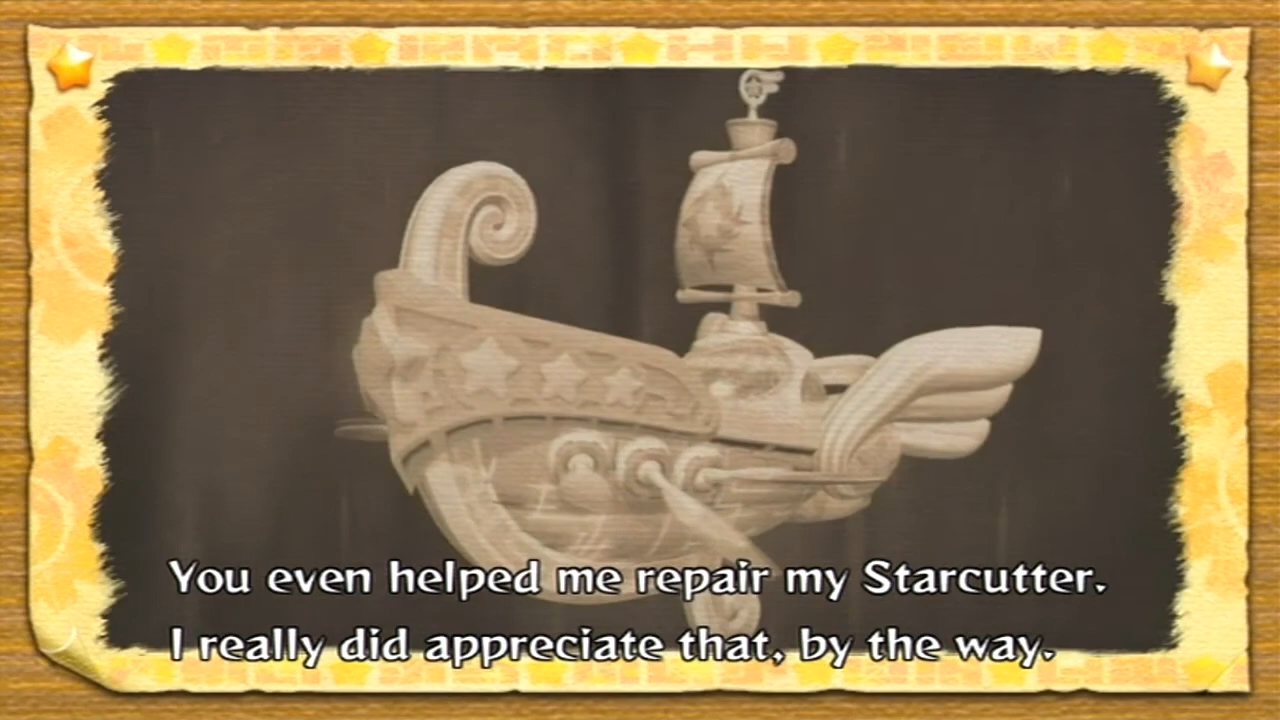 You even helped me repair my Starcutter.
I really did appreciate that, by the way.